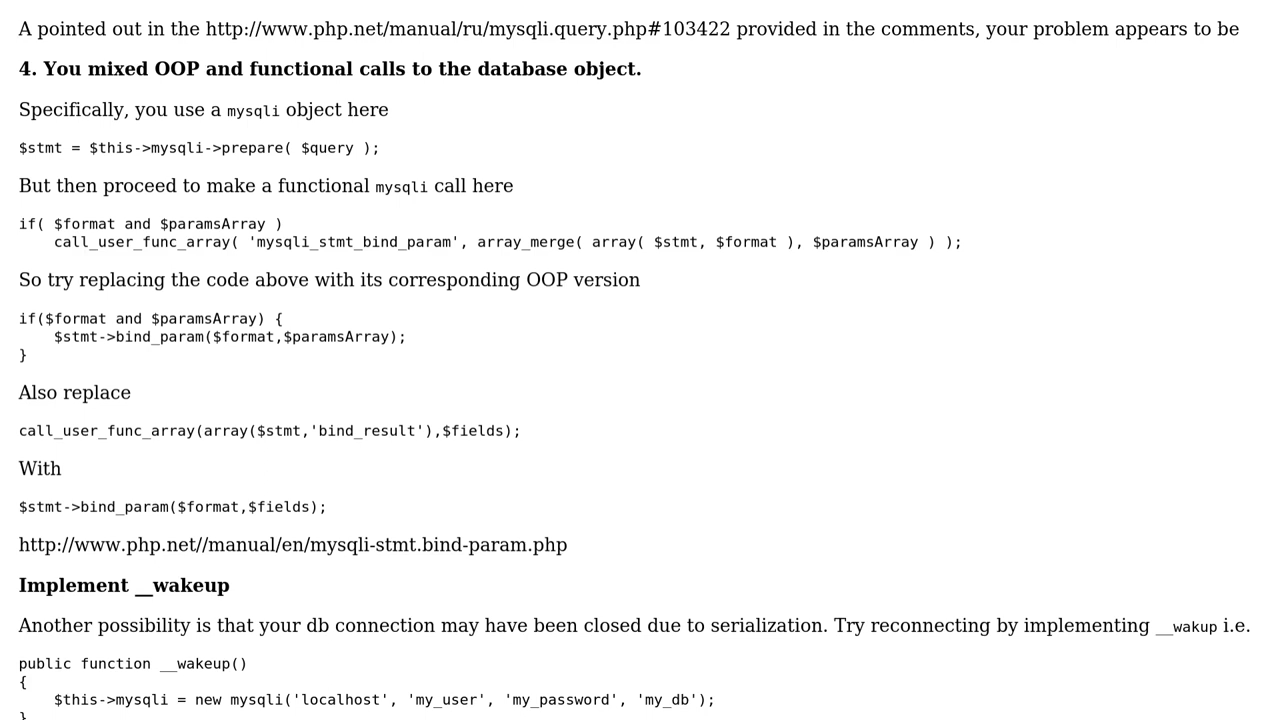 A pointed out in the http://www.php.net/manual/ru/mysqli.query.php#103422 provided in the comments, your problem appears to be
4. You mixed OOP and functional calls to the database object.
Specifically, you use a mysqli object here
$stmt = $this->mysqli->prepare( $query );
But then proceed to make a functional mysqli call here
if( $format and $paramsArray )
    call_user_func_array( 'mysqli_stmt_bind_param', array_merge( array( $stmt, $format ), $paramsArray ) );
So try replacing the code above with its corresponding OOP version
if($format and $paramsArray) {
    $stmt->bind_param($format,$paramsArray);
}
Also replace
call_user_func_array(array($stmt,'bind_result'),$fields);
With
$stmt->bind_param($format,$fields);
http://www.php.net//manual/en/mysqli-stmt.bind-param.php
Implement __wakeup
Another possibility is that your db connection may have been closed due to serialization. Try reconnecting by implementing __wakup i.e.
public function __wakeup()
{
    $this->mysqli = new mysqli('localhost', 'my_user', 'my_password', 'my_db');
}